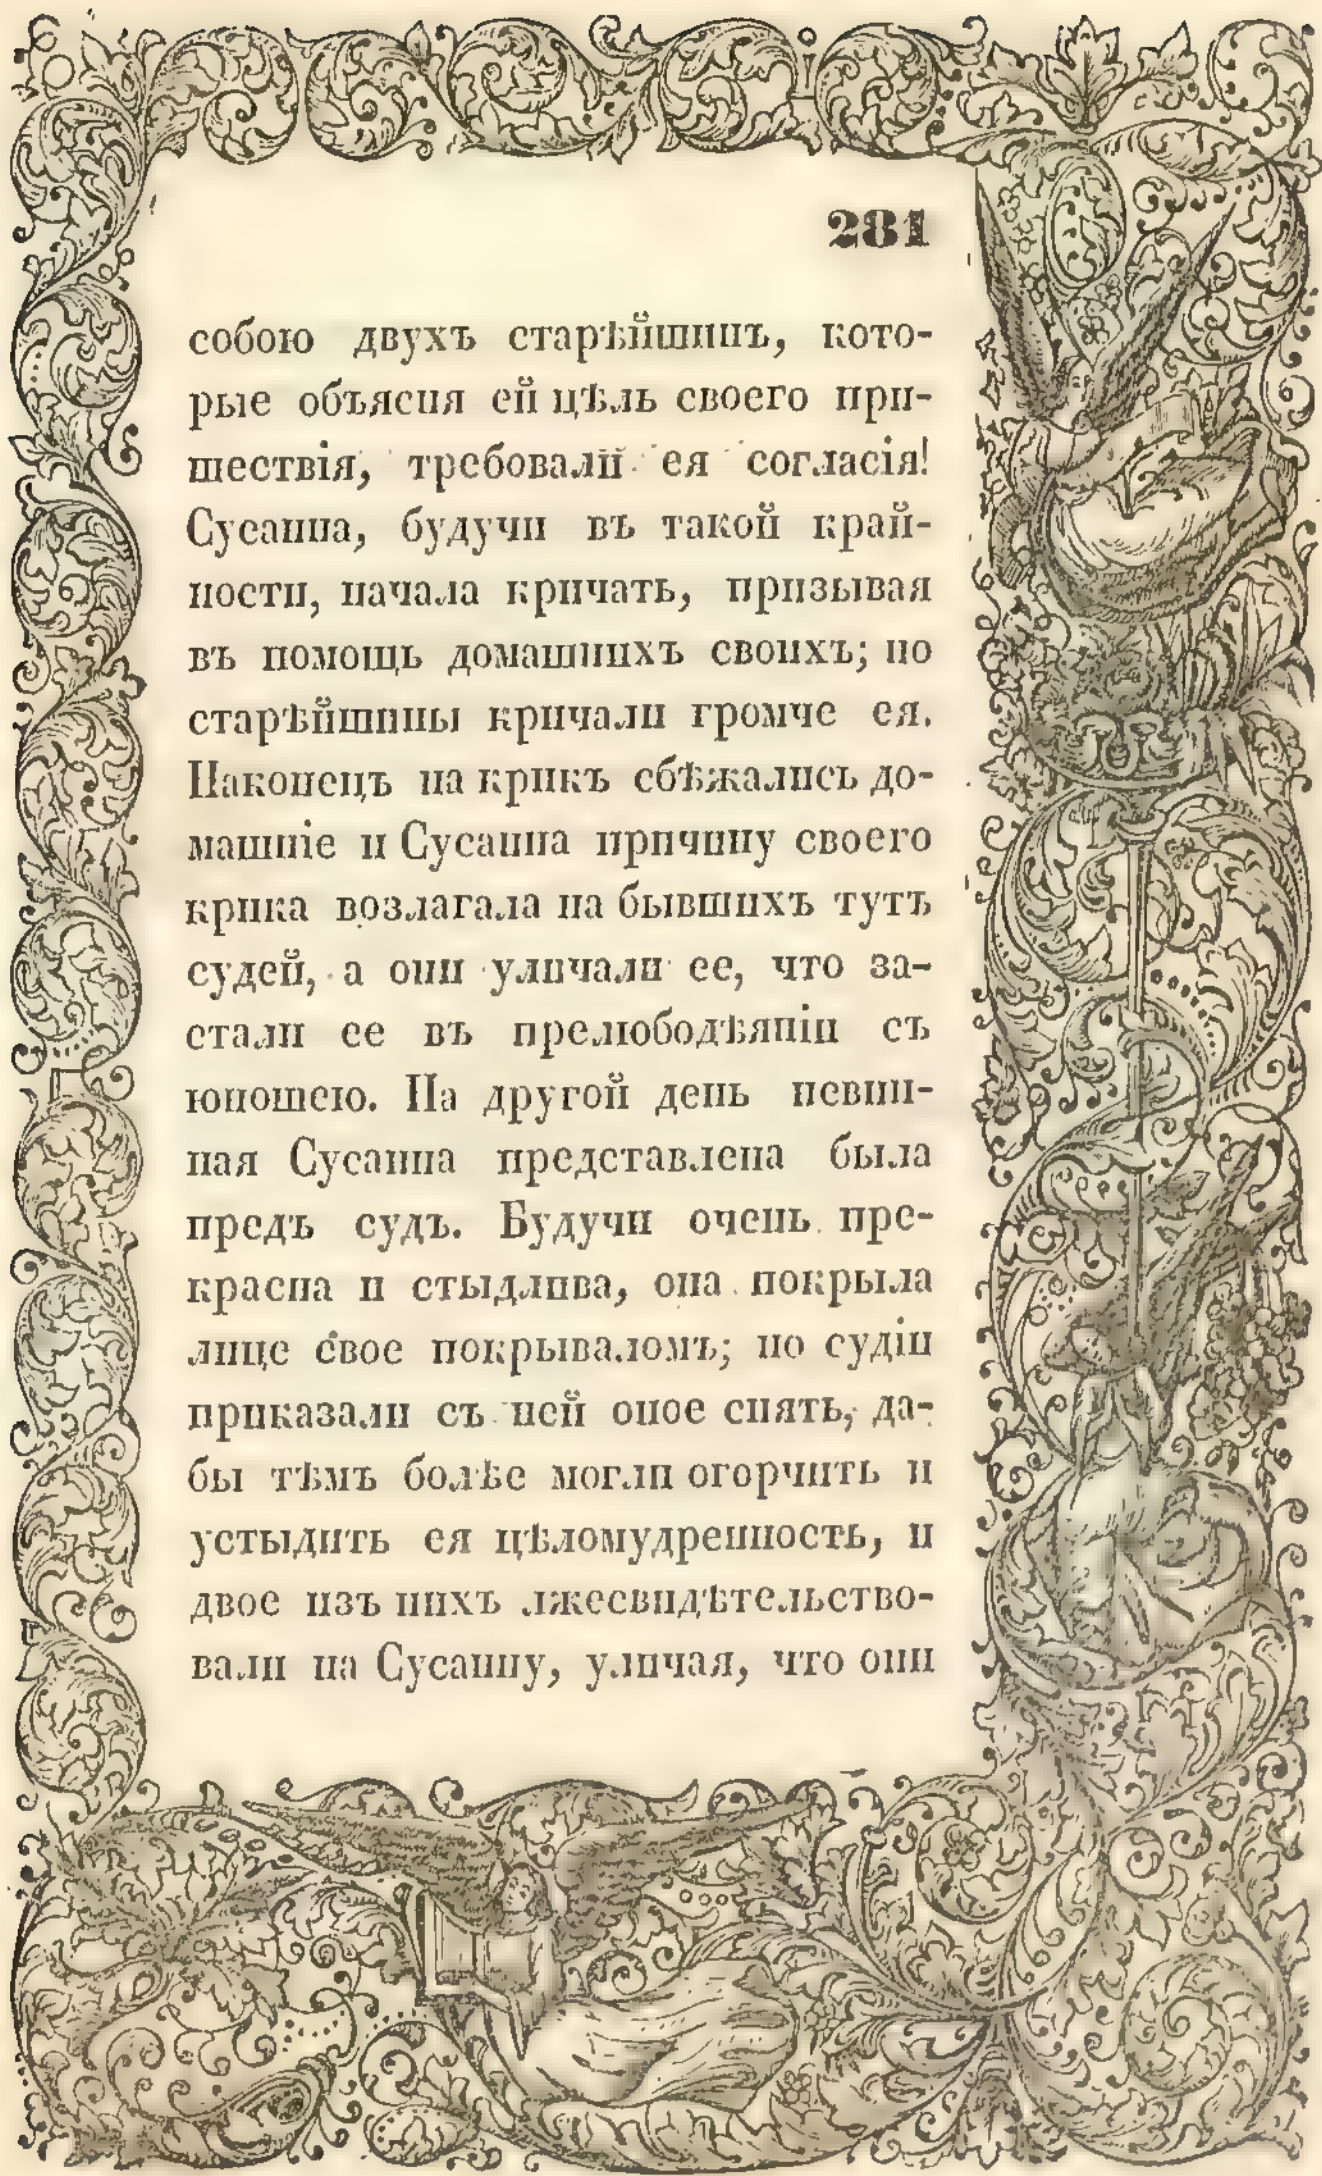 281
собою двухъ старѣйшинъ, кото-
рые объясня ей цѣль своего при-
шествія, требовали ея согласія!
Сусанна, будучи въ такой край-
ности, начала кричать, призывая
въ помощь домашнихъ своихъ; но
старѣйшины кричали громче ея.
Наконецъ на крикъ сбѣжались до-
машніе и Сусанна причину своего
крика возлагала на бывшихъ тутъ
судей, а они уличали ее, что за-
стали ее въ прелюбодѣяніи съ
юношею. На другой день невин-
ная Сусанна представлена была
предъ судъ. Будучи очень пре-
красна и стыдлива, она покрыла
лице свое покрываломъ; но судіи
приказали съ ней оное снять, да-
бы тѣмъ болѣе могли огорчить и
устыдить ея цѣломудренность, и
двое изъ нихъ лжесвидѣтельство-
вали на Сусанну, уличая, что они